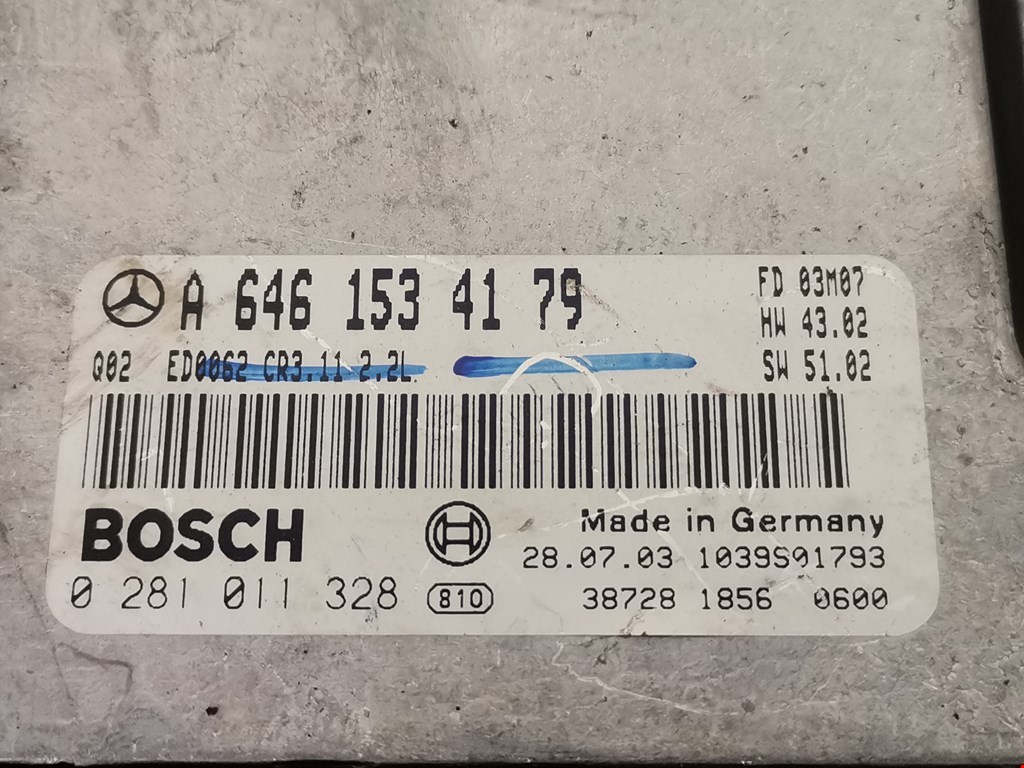 A 646 153 41 79
FD 03M07
HW 43.02
Q02 ED0062 CR3.11 2.2L
SW 51.02
BOSCH
Made in Germany
28.07.03 1039S01793
0 281 011 328
810
38728 1856 0600